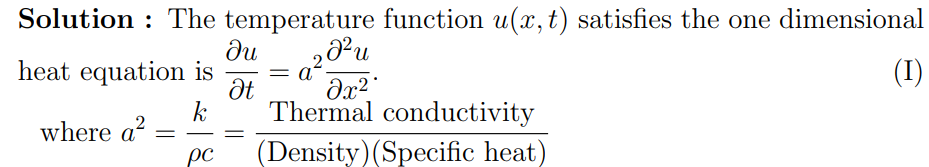 Solution : The temperature function u(x, t) satisfies the one dimensional
heat equation is ∂u/∂t = a² ∂²u/∂x². (I)
where a² = k/ρc = Thermal conductivity/(Density)(Specific heat)